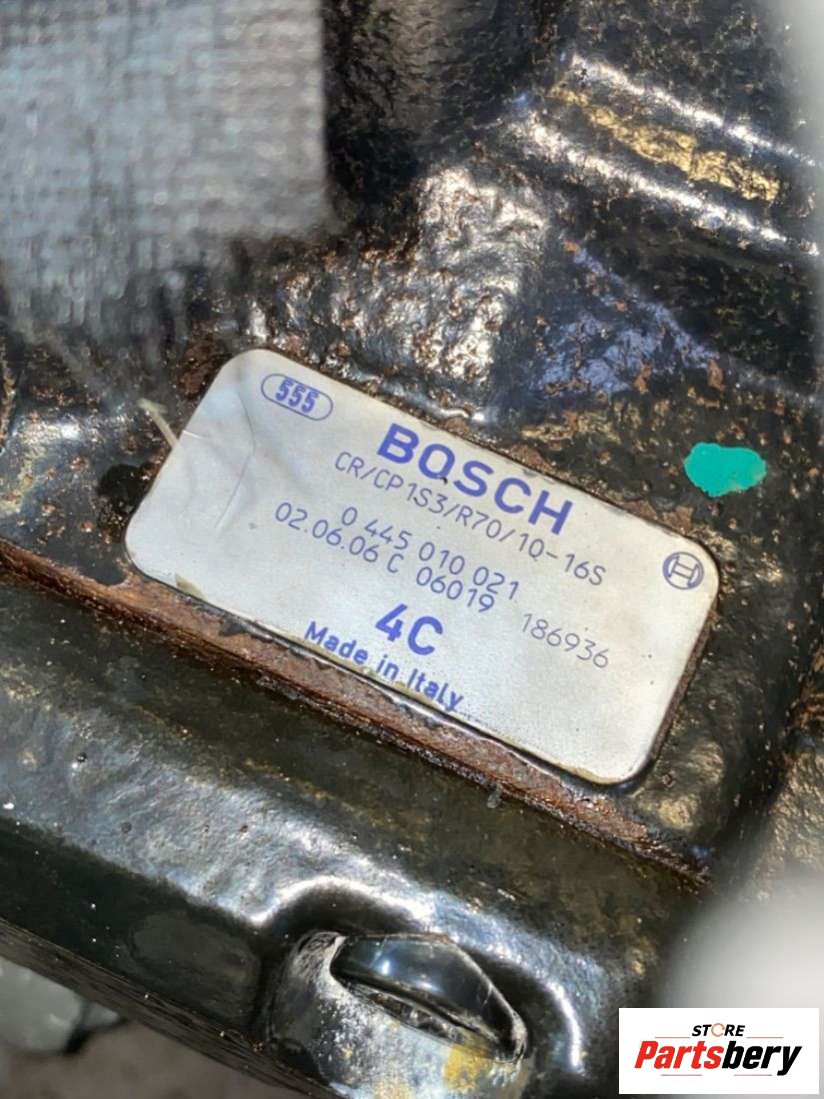 555
BOSCH
CR/CP1S3/R70/10-16S
0 445 010 021
02.06.06 C 06019 186936
4C
Made in Italy
STORE
Partsbery